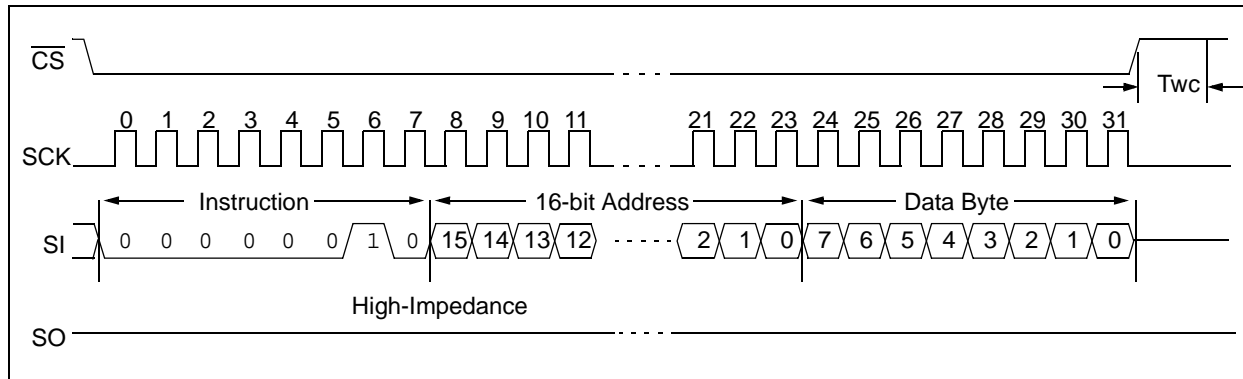 CS
Twc
0 1 2 3 4 5 6 7 8 9 10 11 21 22 23 24 25 26 27 28 29 30 31
SCK
Instruction 16-bit Address Data Byte
SI 0 0 0 0 0 0 1 0 15 14 13 12 2 1 0 7 6 5 4 3 2 1 0
High-Impedance
SO